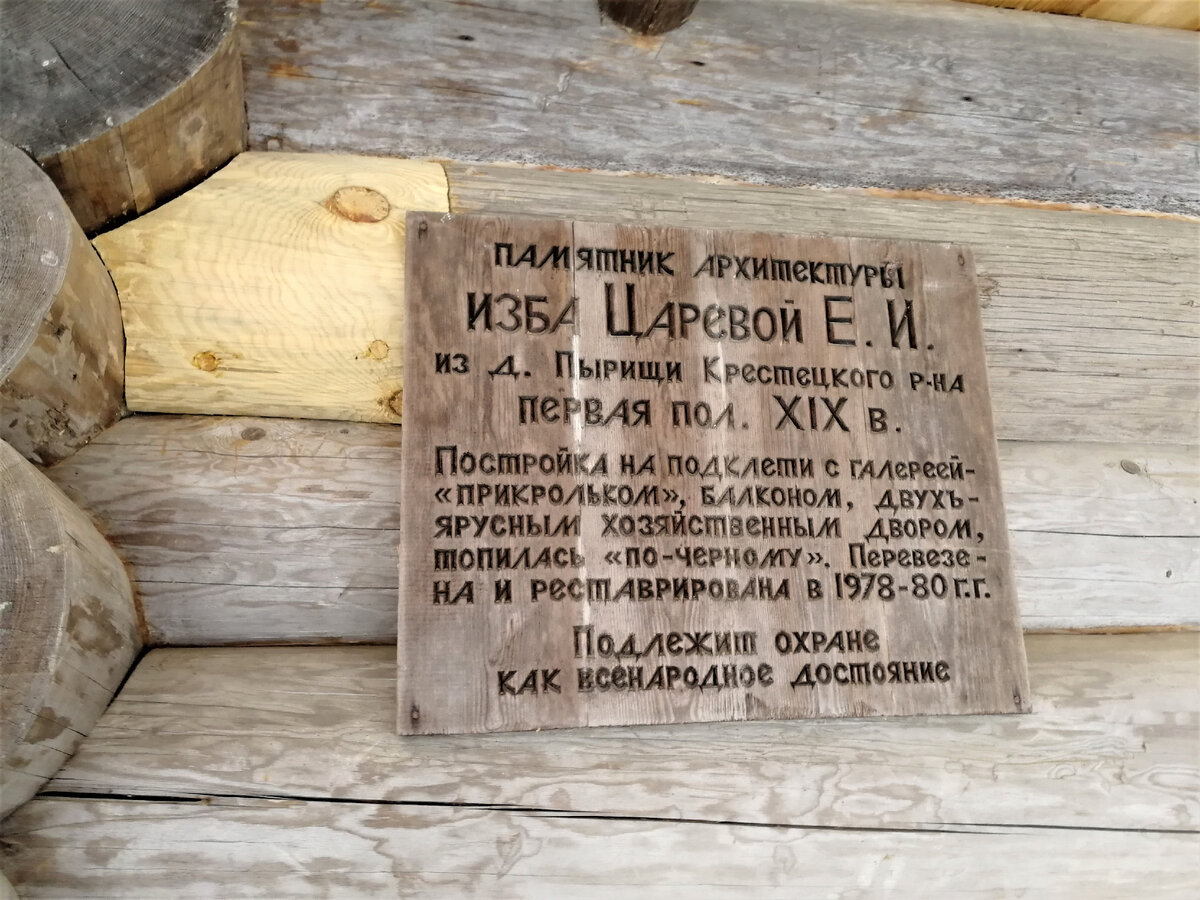 ПАМЯТНИК АРХИТЕКТУРЫ
ИЗБА ЦАРЕВОЙ Е. И.
ИЗ Д. ПЫРИЩИ КРЕСТЕЦКОГО Р-НА
ПЕРВАЯ ПОЛ. XIX В.
ПОСТРОЙКА НА ПОДКЛЕТИ С ГАЛЕРЕЕЙ-
«ПРИКРОЛЬКОМ», БАЛКОНОМ, ДВУХЪ-
ЯРУСНЫМ ХОЗЯЙСТВЕННЫМ ДВОРОМ,
ТОПИЛАСЬ «ПО-ЧЕРНОМУ». ПЕРЕВЕЗЕ-
НА И РЕСТАВРИРОВАНА В 1978-80 Г.Г.
ПОДЛЕЖИТ ОХРАНЕ
КАК ВСЕНАРОДНОЕ ДОСТОЯНИЕ